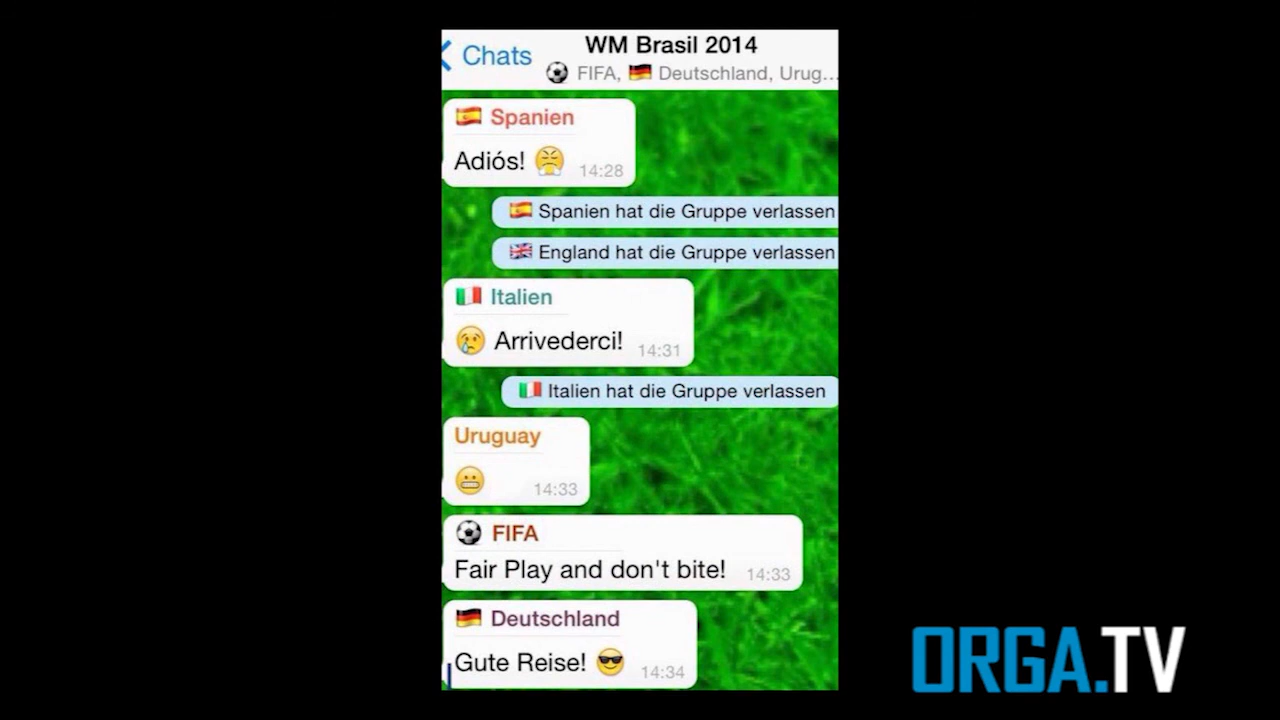 Chats
WM Brasil 2014
FIFA, Deutschland, Urug...
Spanien
Adiós! 14:28
Spanien hat die Gruppe verlassen
England hat die Gruppe verlassen
Italien
Arrivederci! 14:31
Italien hat die Gruppe verlassen
Uruguay
14:33
FIFA
Fair Play and don't bite! 14:33
Deutschland
Gute Reise! 14:34
ORGA.TV